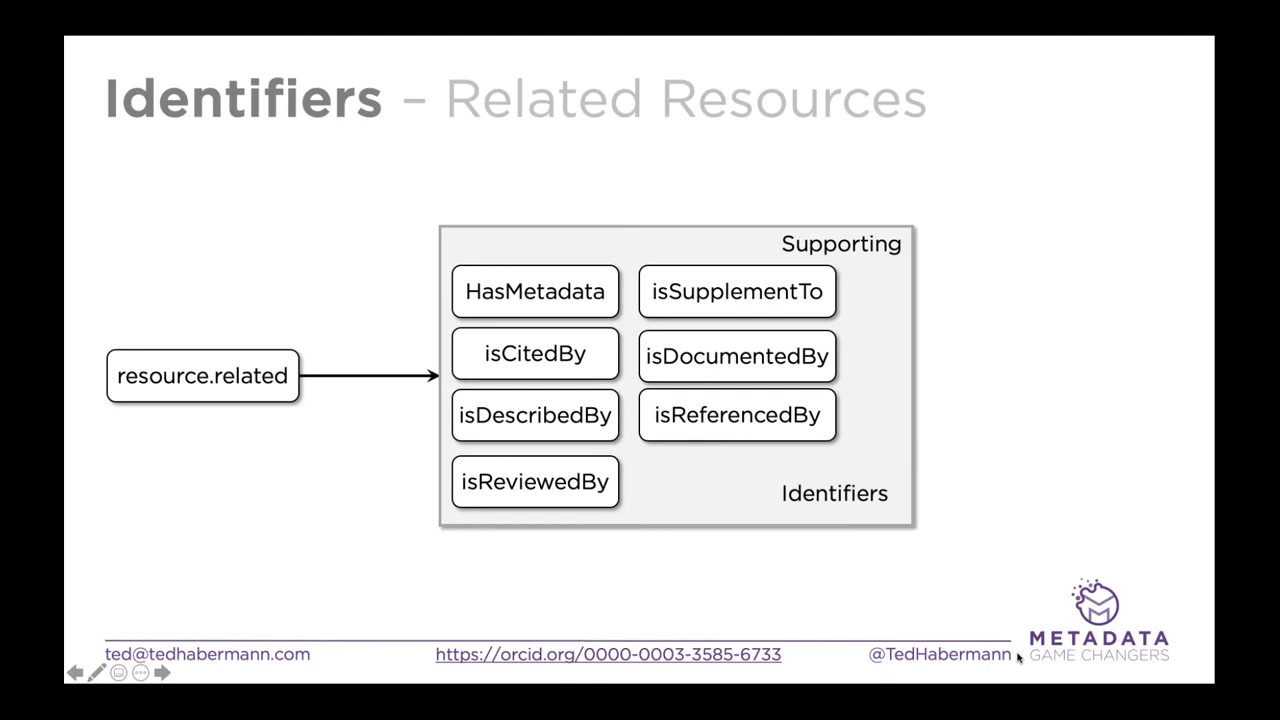 Identifiers – Related Resources
Supporting
HasMetadata isSupplementTo
isCitedBy isDocumentedBy
resource.related
isDescribedBy isReferencedBy
isReviewedBy
Identifiers
METADATA
GAME CHANGERS
ted@tedhabermann.com https://orcid.org/0000-0003-3585-6733 @TedHabermann